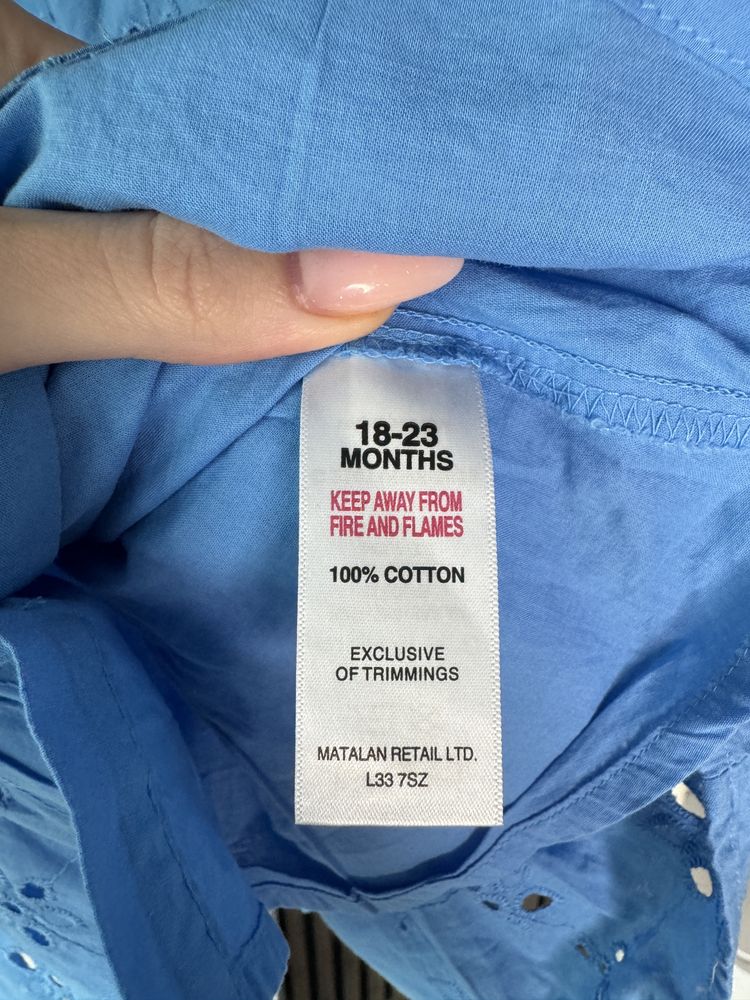 18-23
MONTHS
KEEP AWAY FROM
FIRE AND FLAMES
100% COTTON
EXCLUSIVE
OF TRIMMINGS
MATALAN RETAIL LTD.
L33 7SZ